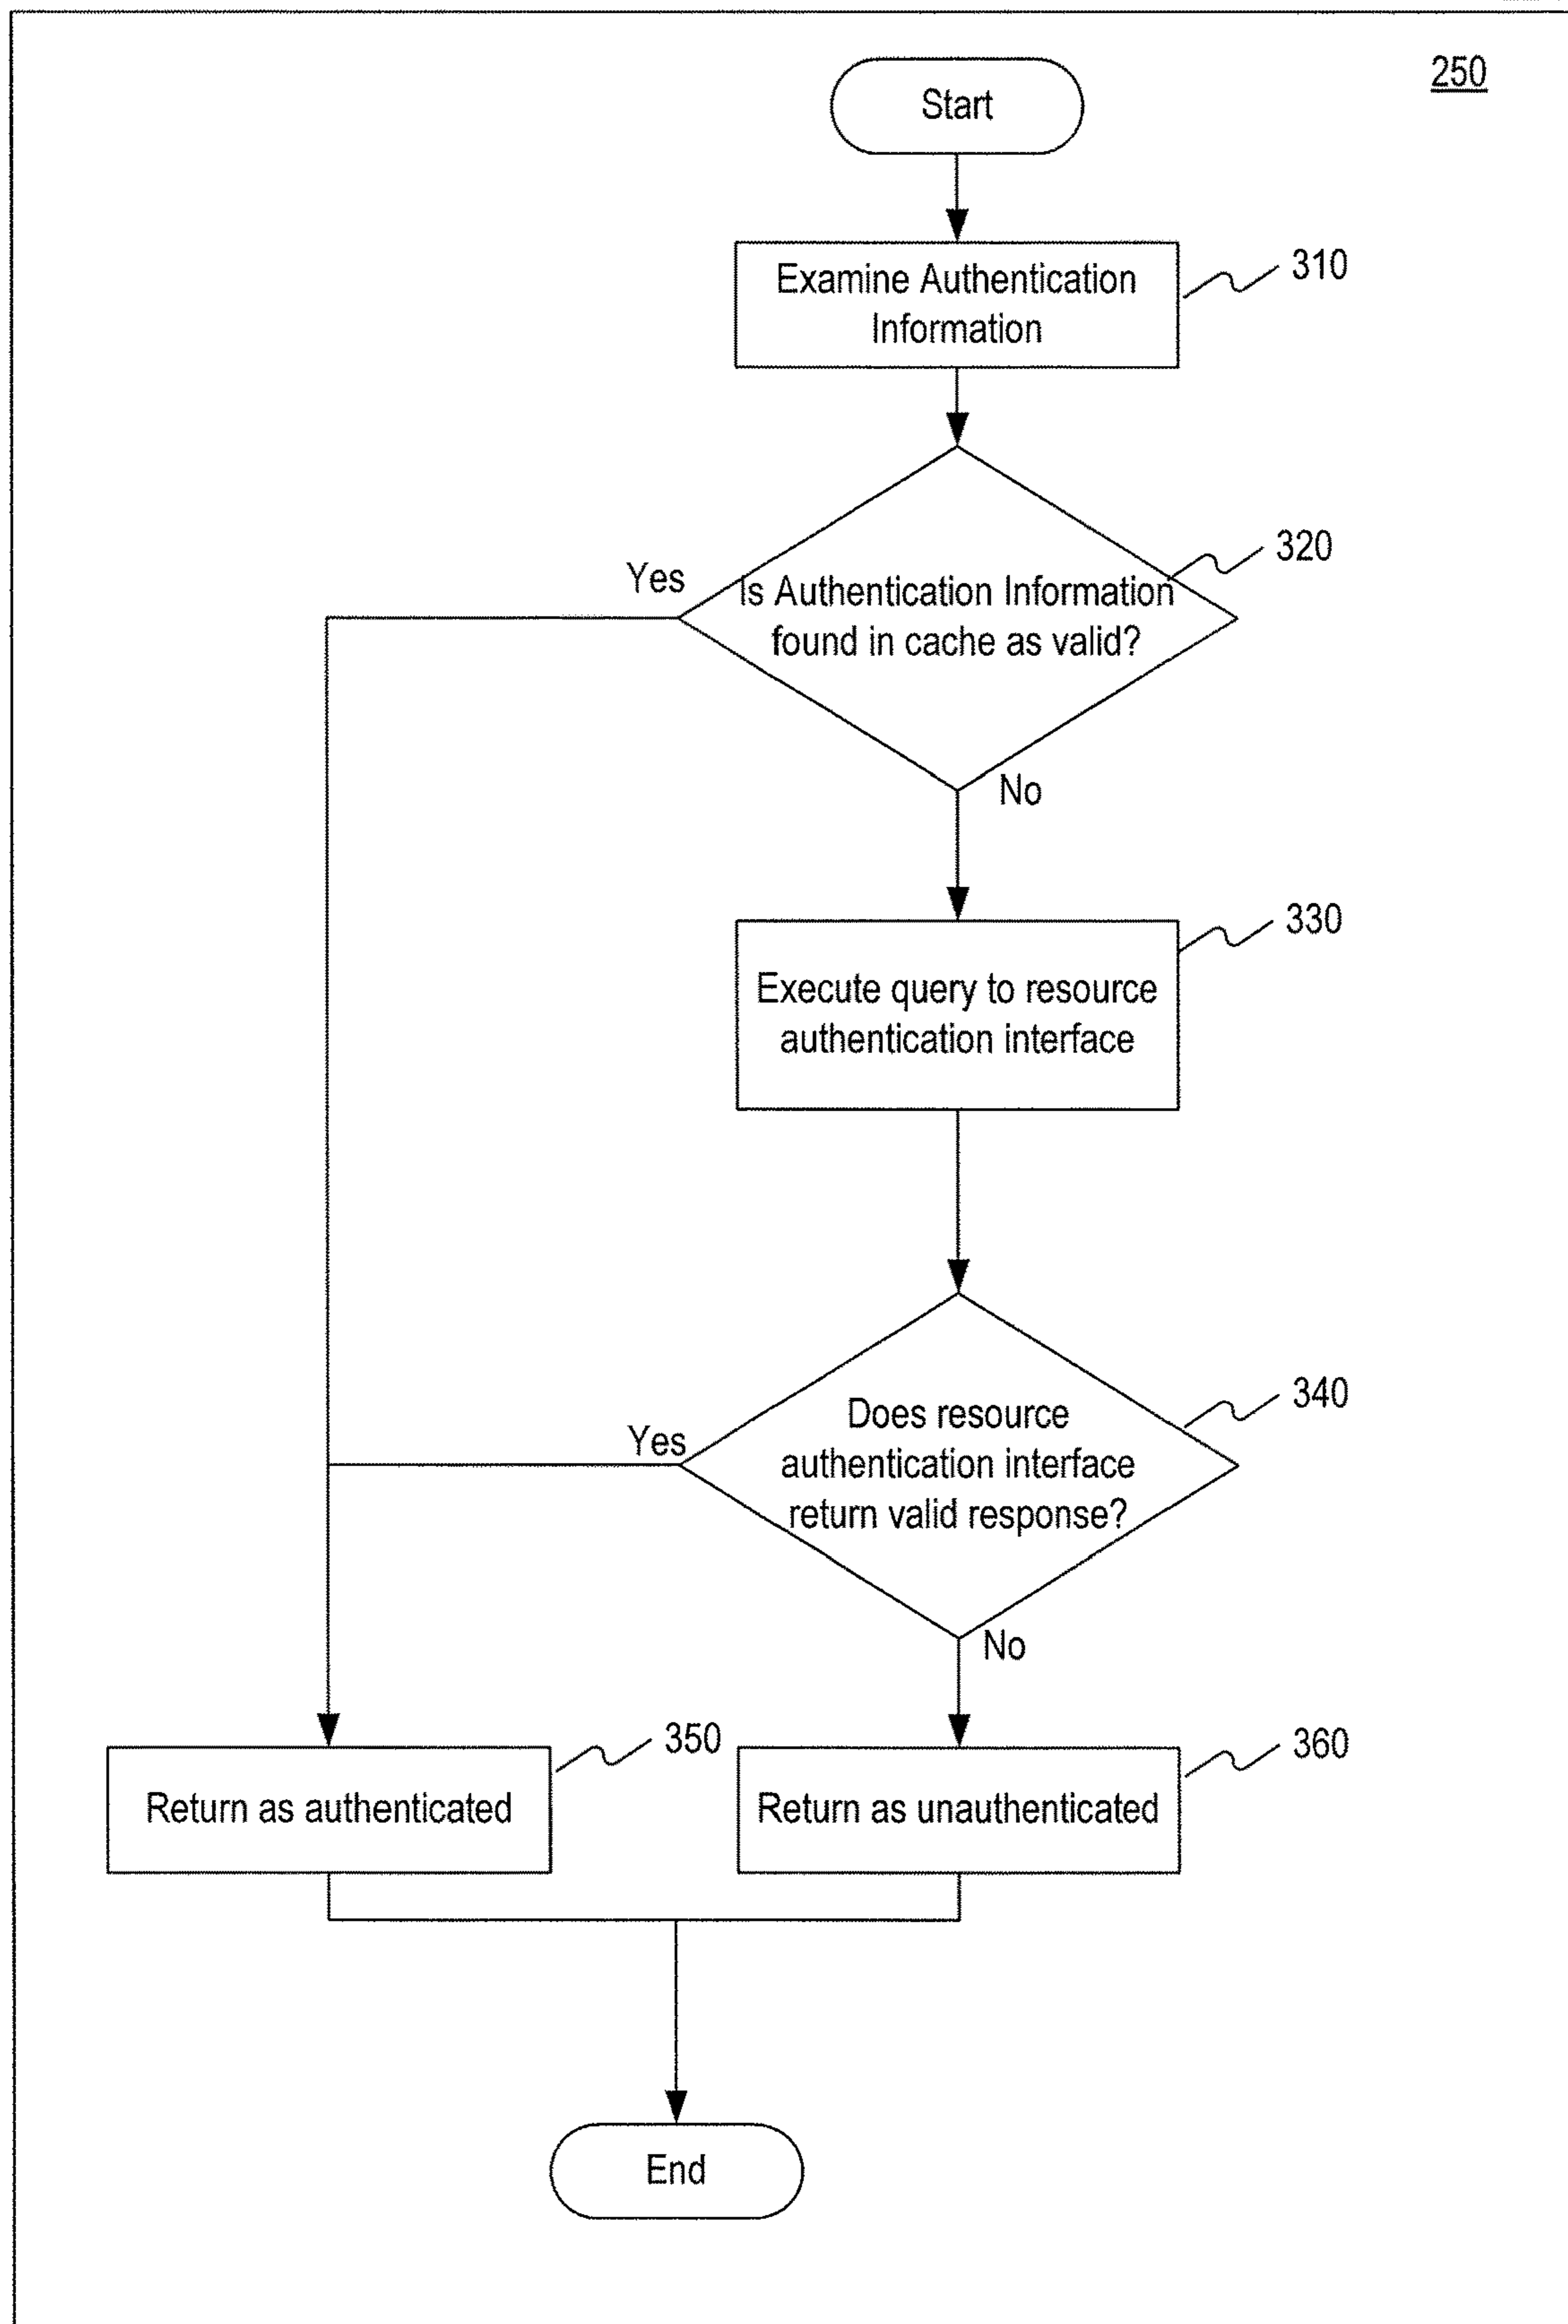 250
Start
Examine Authentication
Information
310
Is Authentication Information
found in cache as valid?
320
Yes
No
Execute query to resource
authentication interface
330
Does resource
authentication interface
return valid response?
340
Yes
No
Return as authenticated
350
Return as unauthenticated
360
End